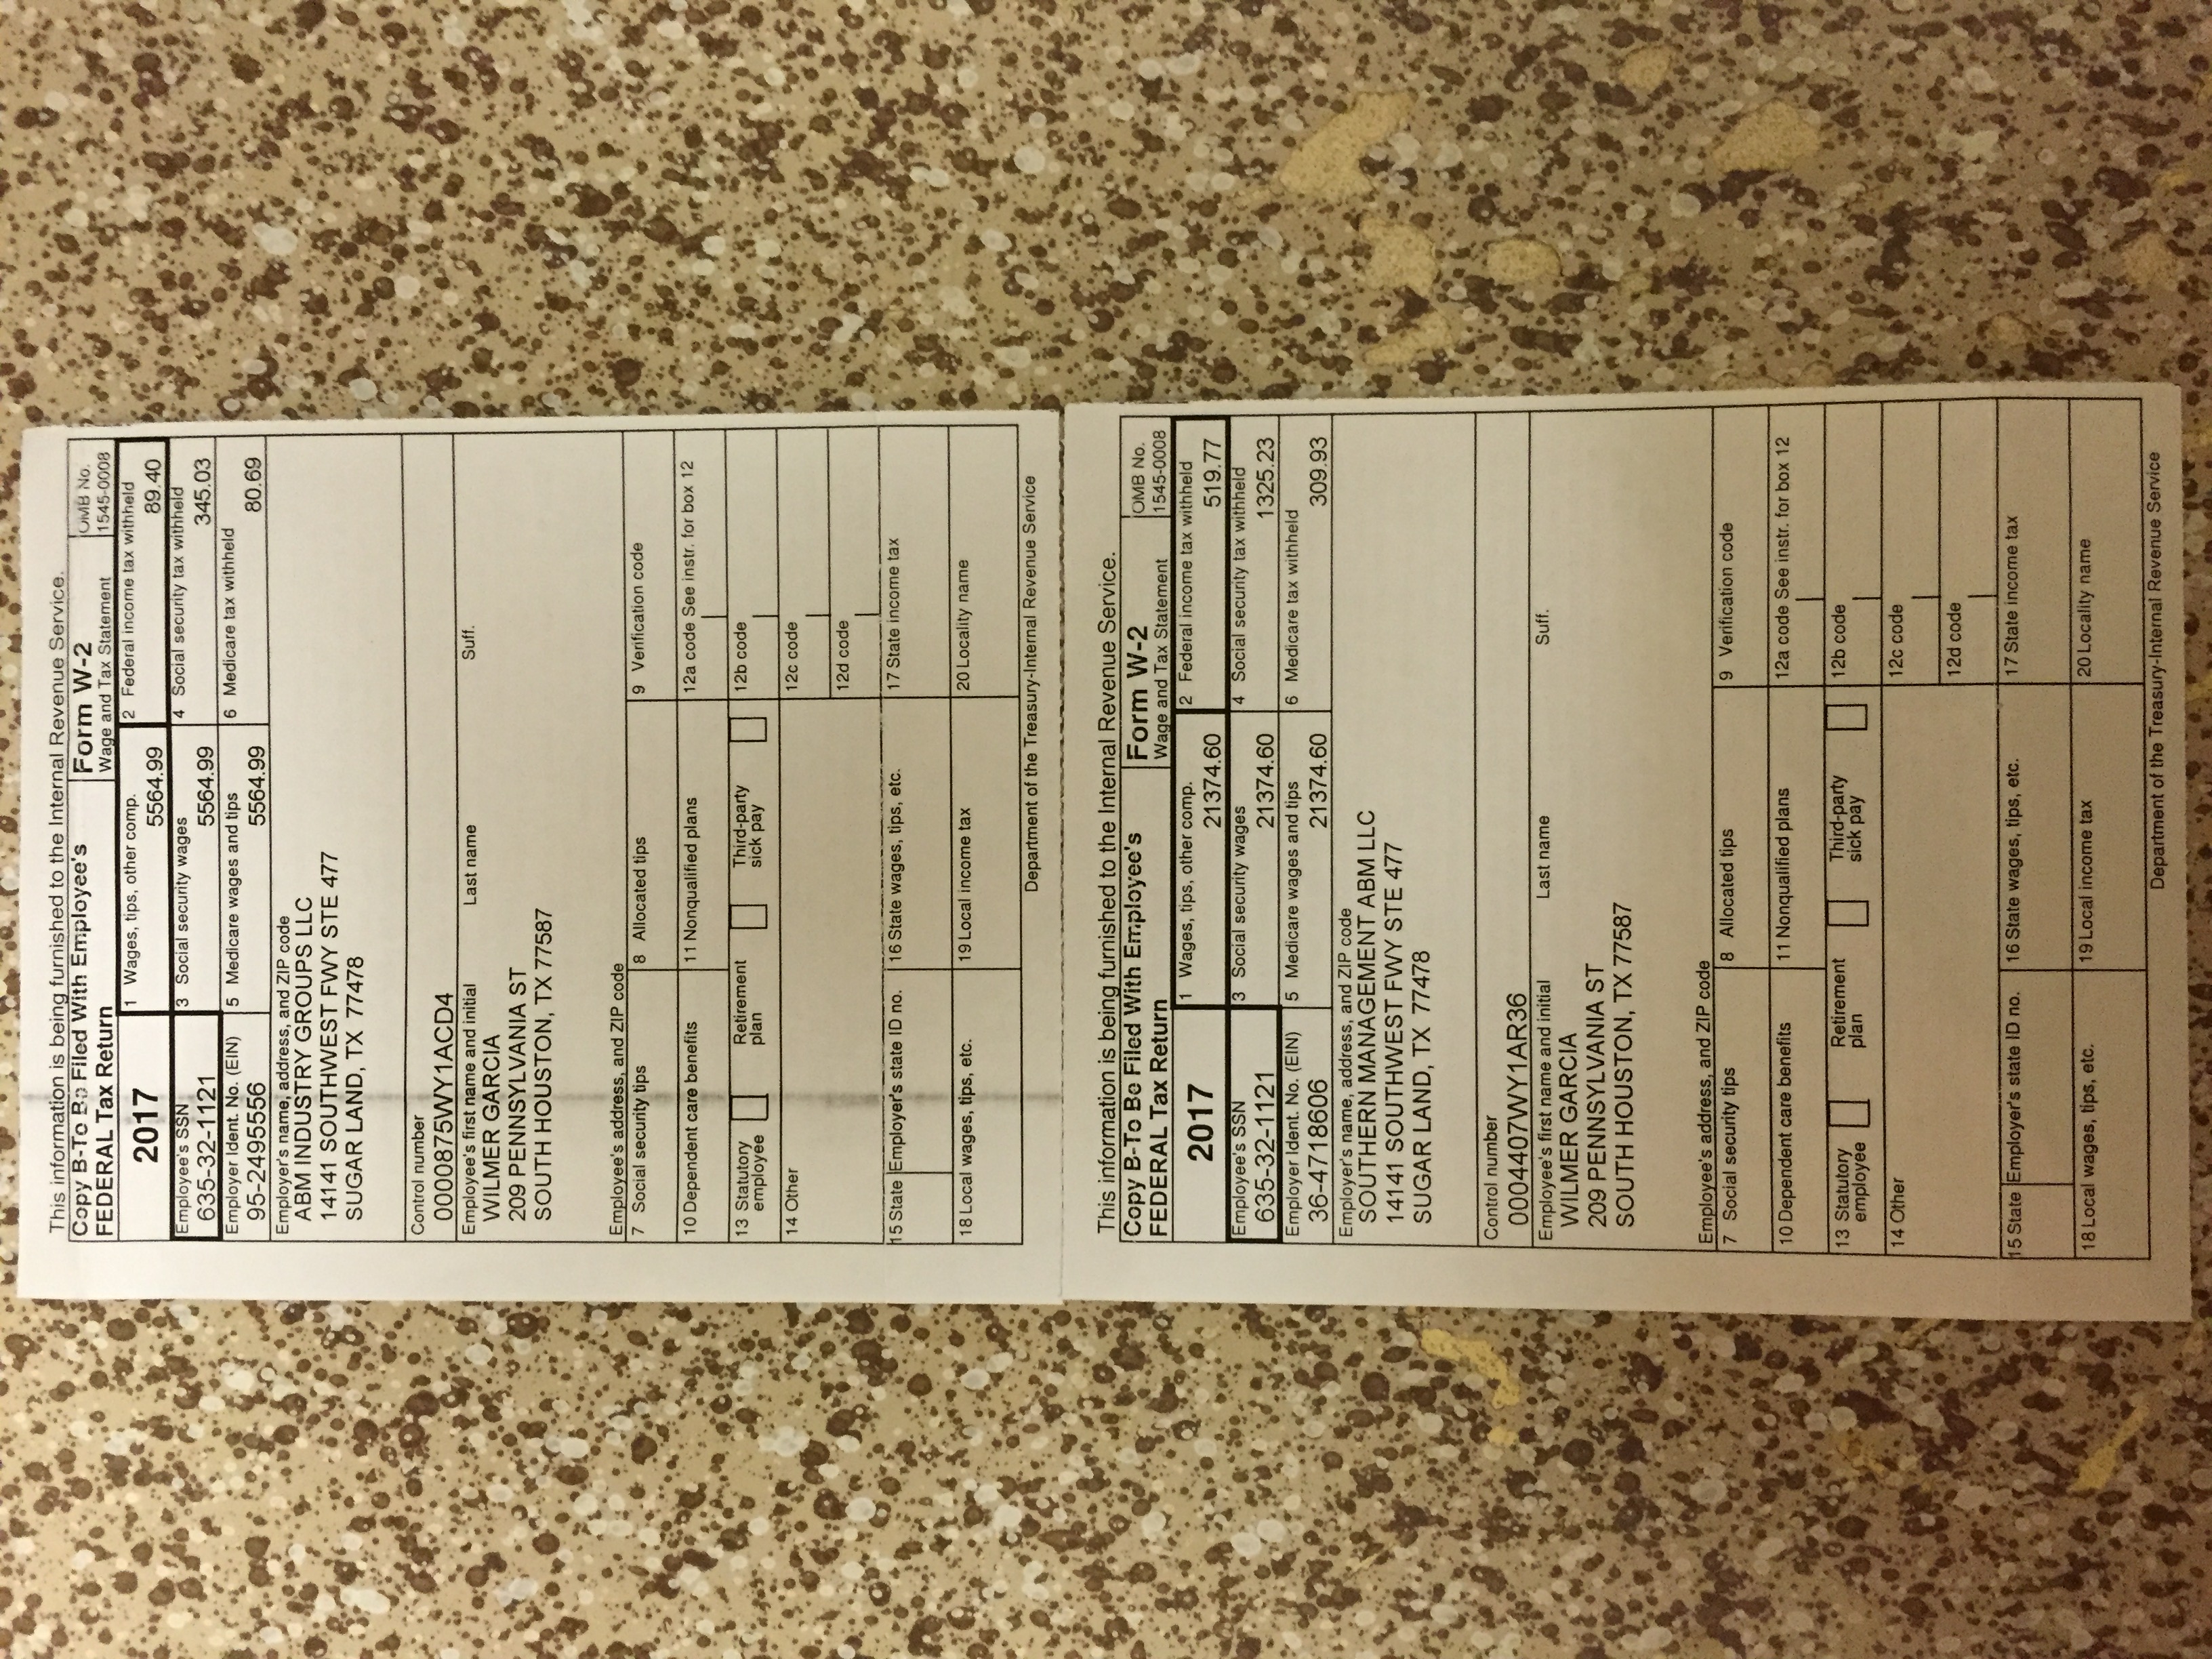 This information is being furnished to the Internal Revenue Service.
Copy B-To Be Filed With Employee's
FEDERAL Tax Return
Form W-2
Wage and Tax Statement
OMB No.
1545-0008
2017
1 Wages, tips, other comp.
5564.99
2 Federal income tax withheld
89.40
Employee's SSN
635-32-1121
3 Social security wages
5564.99
4 Social security tax withheld
345.03
Employer Ident. No. (EIN)
95-2495556
5 Medicare wages and tips
5564.99
6 Medicare tax withheld
80.69
Employer's name, address, and ZIP code
ABM INDUSTRY GROUPS LLC
14141 SOUTHWEST FWY STE 477
SUGAR LAND, TX 77478
Control number
0000875WY1ACD4
Employee's first name and initial Last name Suff.
WILMER GARCIA
209 PENNSYLVANIA ST
SOUTH HOUSTON, TX 77587
Employee's address, and ZIP code
7 Social security tips
8 Allocated tips
9 Verification code
10 Dependent care benefits
11 Nonqualified plans
12a code See instr. for box 12
13 Statutory employee
Retirement plan
Third-party sick pay
12b code
14 Other
12c code
12d code
15 State
Employer's state ID no.
16 State wages, tips, etc.
17 State income tax
18 Local wages, tips, etc.
19 Local income tax
20 Locality name
Department of the Treasury-Internal Revenue Service
This information is being furnished to the Internal Revenue Service.
Copy B-To Be Filed With Employee's
FEDERAL Tax Return
Form W-2
Wage and Tax Statement
OMB No.
1545-0008
2017
1 Wages, tips, other comp.
21374.60
2 Federal income tax withheld
519.77
Employee's SSN
635-32-1121
3 Social security wages
21374.60
4 Social security tax withheld
1325.23
Employer Ident. No. (EIN)
36-4718606
5 Medicare wages and tips
21374.60
6 Medicare tax withheld
309.93
Employer's name, address, and ZIP code
SOUTHERN MANAGEMENT ABM LLC
14141 SOUTHWEST FWY STE 477
SUGAR LAND, TX 77478
Control number
0004407WY1AR36
Employee's first name and initial Last name Suff.
WILMER GARCIA
209 PENNSYLVANIA ST
SOUTH HOUSTON, TX 77587
Employee's address, and ZIP code
7 Social security tips
8 Allocated tips
9 Verification code
10 Dependent care benefits
11 Nonqualified plans
12a code See instr. for box 12
13 Statutory employee
Retirement plan
Third-party sick pay
12b code
14 Other
12c code
12d code
15 State
Employer's state ID no.
16 State wages, tips, etc.
17 State income tax
18 Local wages, tips, etc.
19 Local income tax
20 Locality name
Department of the Treasury-Internal Revenue Service